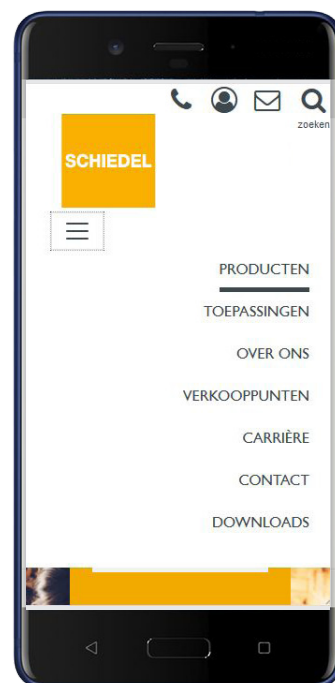 zoeken
SCHIEDEL
PRODUCTEN
TOEPASSINGEN
OVER ONS
VERKOOPPUNTEN
CARRIÈRE
CONTACT
DOWNLOADS